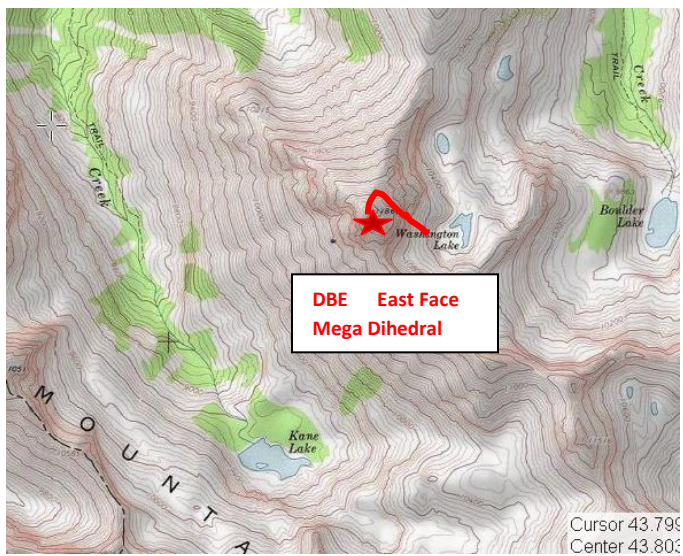 TRAIL
Creek
TRAIL
Creek
Washington
Lake
Boulder
Lake
DBE East Face
Mega Dihedral
Kane
Lake
MOUNTA
Cursor 43.799
Center 43.803